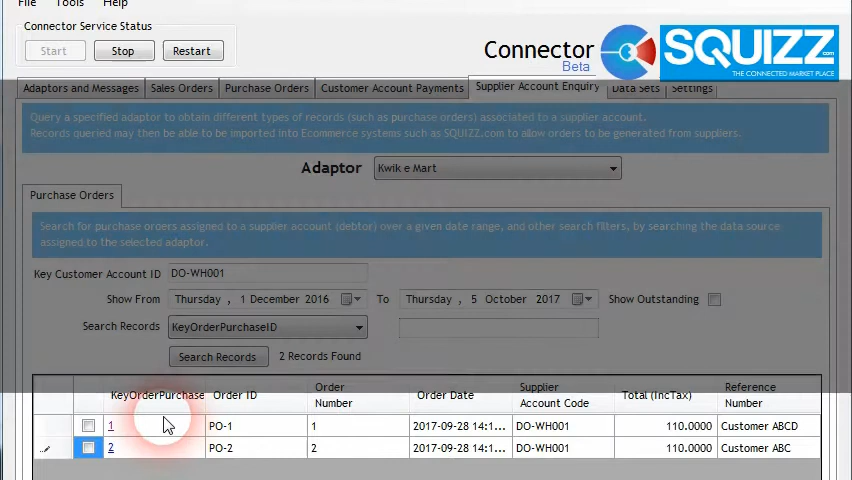 File Tools Help
Connector Service Status
Start Stop Restart
Connector
Beta
SQUIZZ.com
THE CONNECTED MARKET PLACE
Adaptors and Messages Sales Orders Purchase Orders Customer Account Payments Supplier Account Enquiry Data Sets Settings
Query a specified adaptor to obtain different types of records (such as purchase orders) associated to a supplier account.
Records queried may then be able to be imported into Ecommerce systems such as SQUIZZ.com to allow orders to be generated from suppliers.
Adaptor Kwik e Mart
Purchase Orders
Search for purchase orders assigned to a supplier account (debtor) over a given date range, and other search filters, by searching the data source
assigned to the selected adaptor.
Key Customer Account ID DO-WH001
Show From Thursday , 1 December 2016 To Thursday , 5 October 2017 Show Outstanding
Search Records KeyOrderPurchaseID
Search Records 2 Records Found
KeyOrderPurchase Order ID Order Number Order Date Supplier Account Code Total (IncTax) Reference Number
1 PO-1 1 2017-09-28 14:1... DO-WH001 110.0000 Customer ABCD
2 PO-2 2 2017-09-28 14:1... DO-WH001 110.0000 Customer ABC